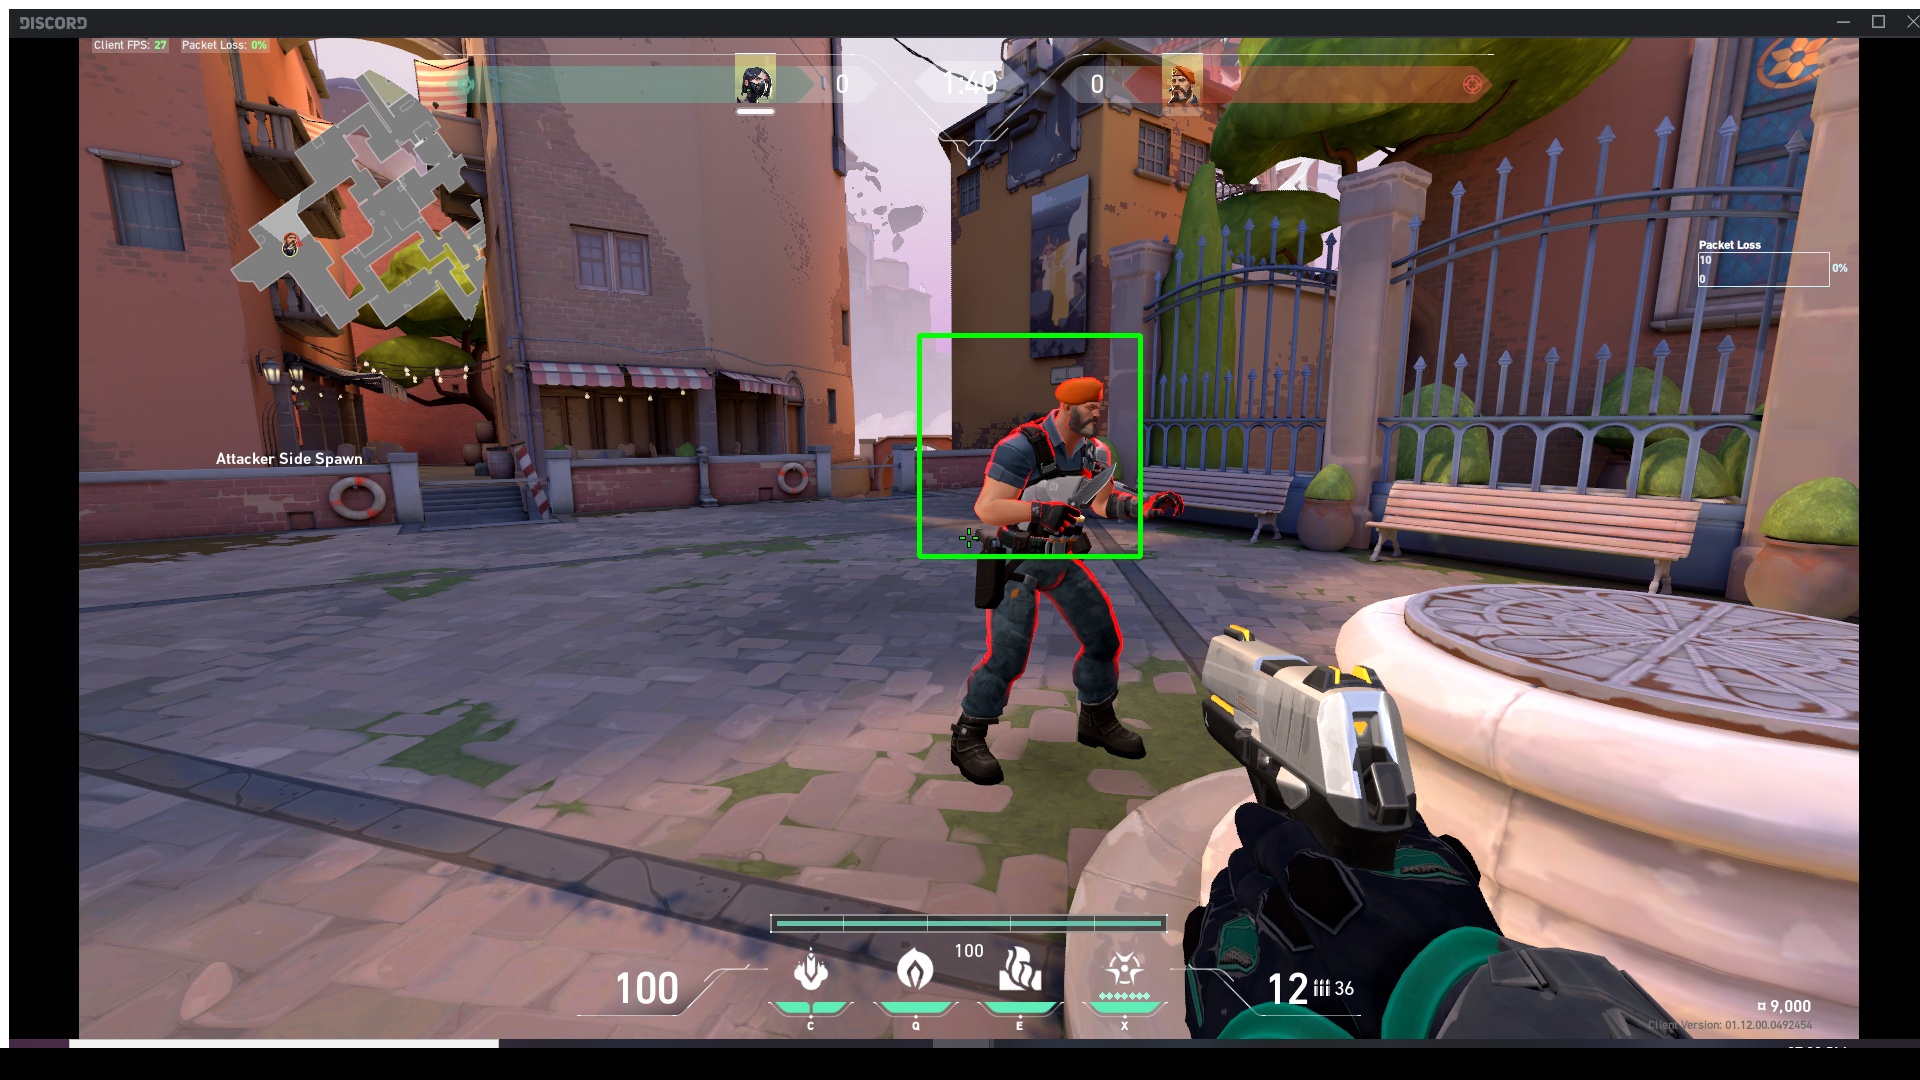 DISCORD
Client FPS: 27 Packet Loss: 0%
0 1:40 0
Packet Loss
10
0%
0
Attacker Side Spawn
100
100
12 36
C Q E X
¤ 9,000
Client Version: 01.12.00.0492454